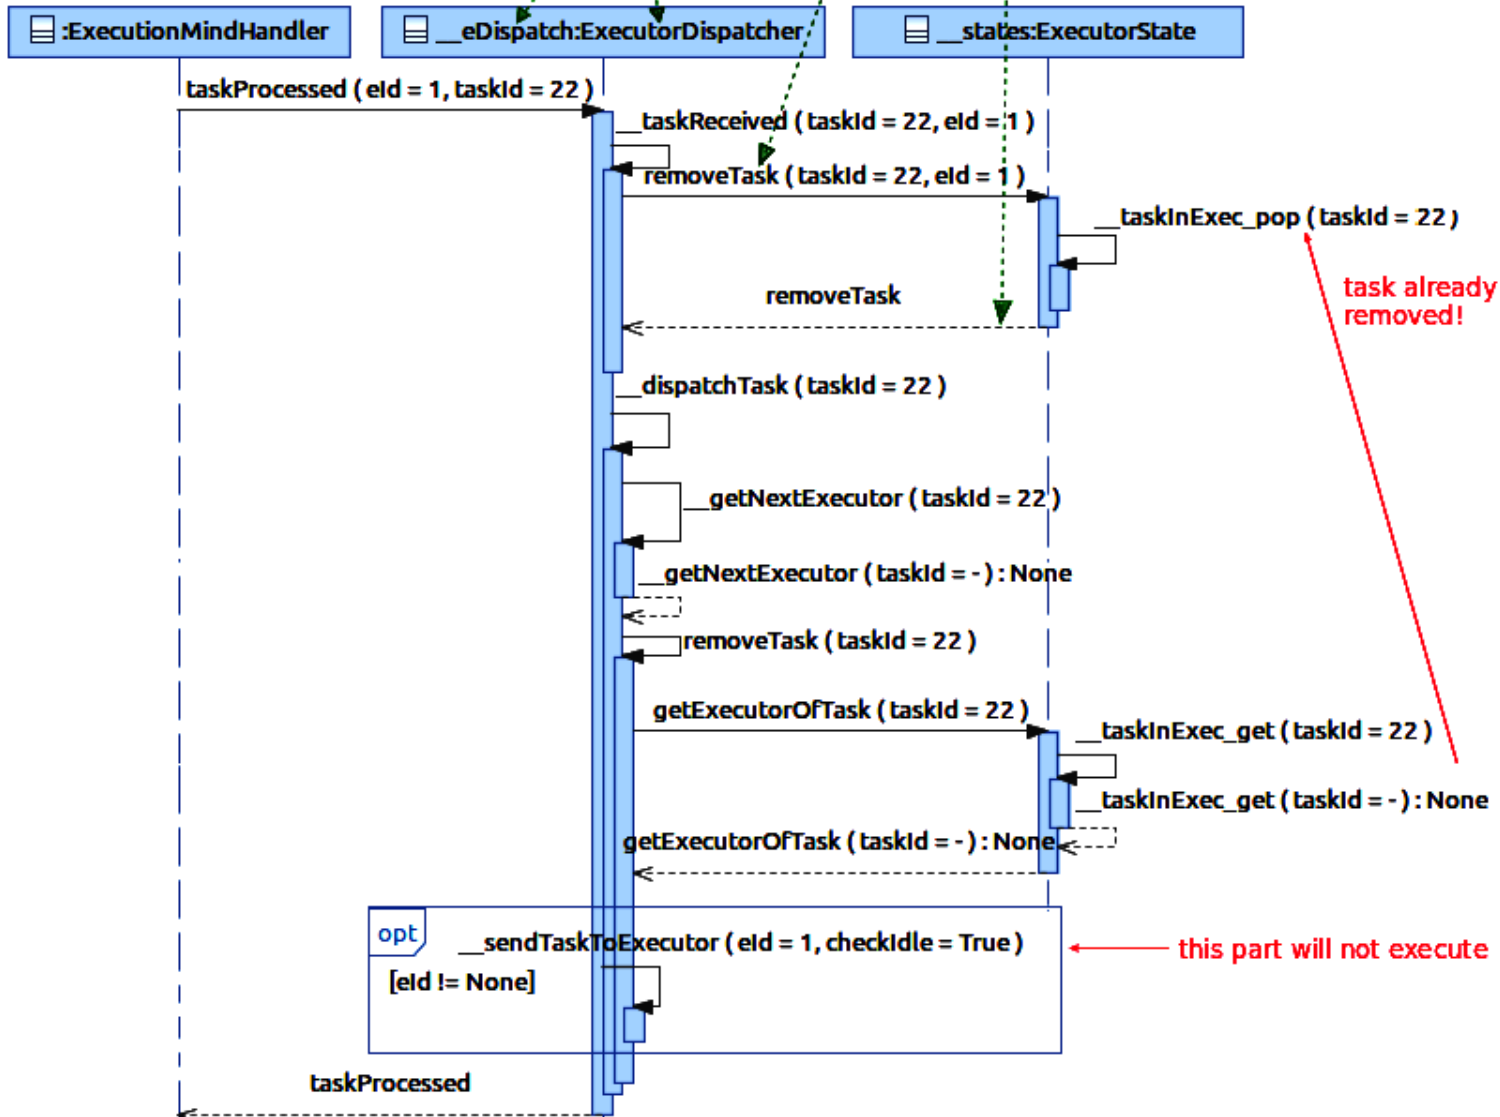 :ExecutionMindHandler
__eDispatch:ExecutorDispatcher
__states:ExecutorState
taskProcessed ( eId = 1, taskId = 22 )
__taskReceived ( taskId = 22, eId = 1 )
removeTask ( taskId = 22, eId = 1 )
__taskInExec_pop ( taskId = 22 )
task already
removed!
removeTask
__dispatchTask ( taskId = 22 )
__getNextExecutor ( taskId = 22 )
__getNextExecutor ( taskId = - ) : None
removeTask ( taskId = 22 )
getExecutorOfTask ( taskId = 22 )
__taskInExec_get ( taskId = 22 )
__taskInExec_get ( taskId = - ) : None
getExecutorOfTask ( taskId = - ) : None
opt
__sendTaskToExecutor ( eId = 1, checkIdle = True )
this part will not execute
[eId != None]
taskProcessed